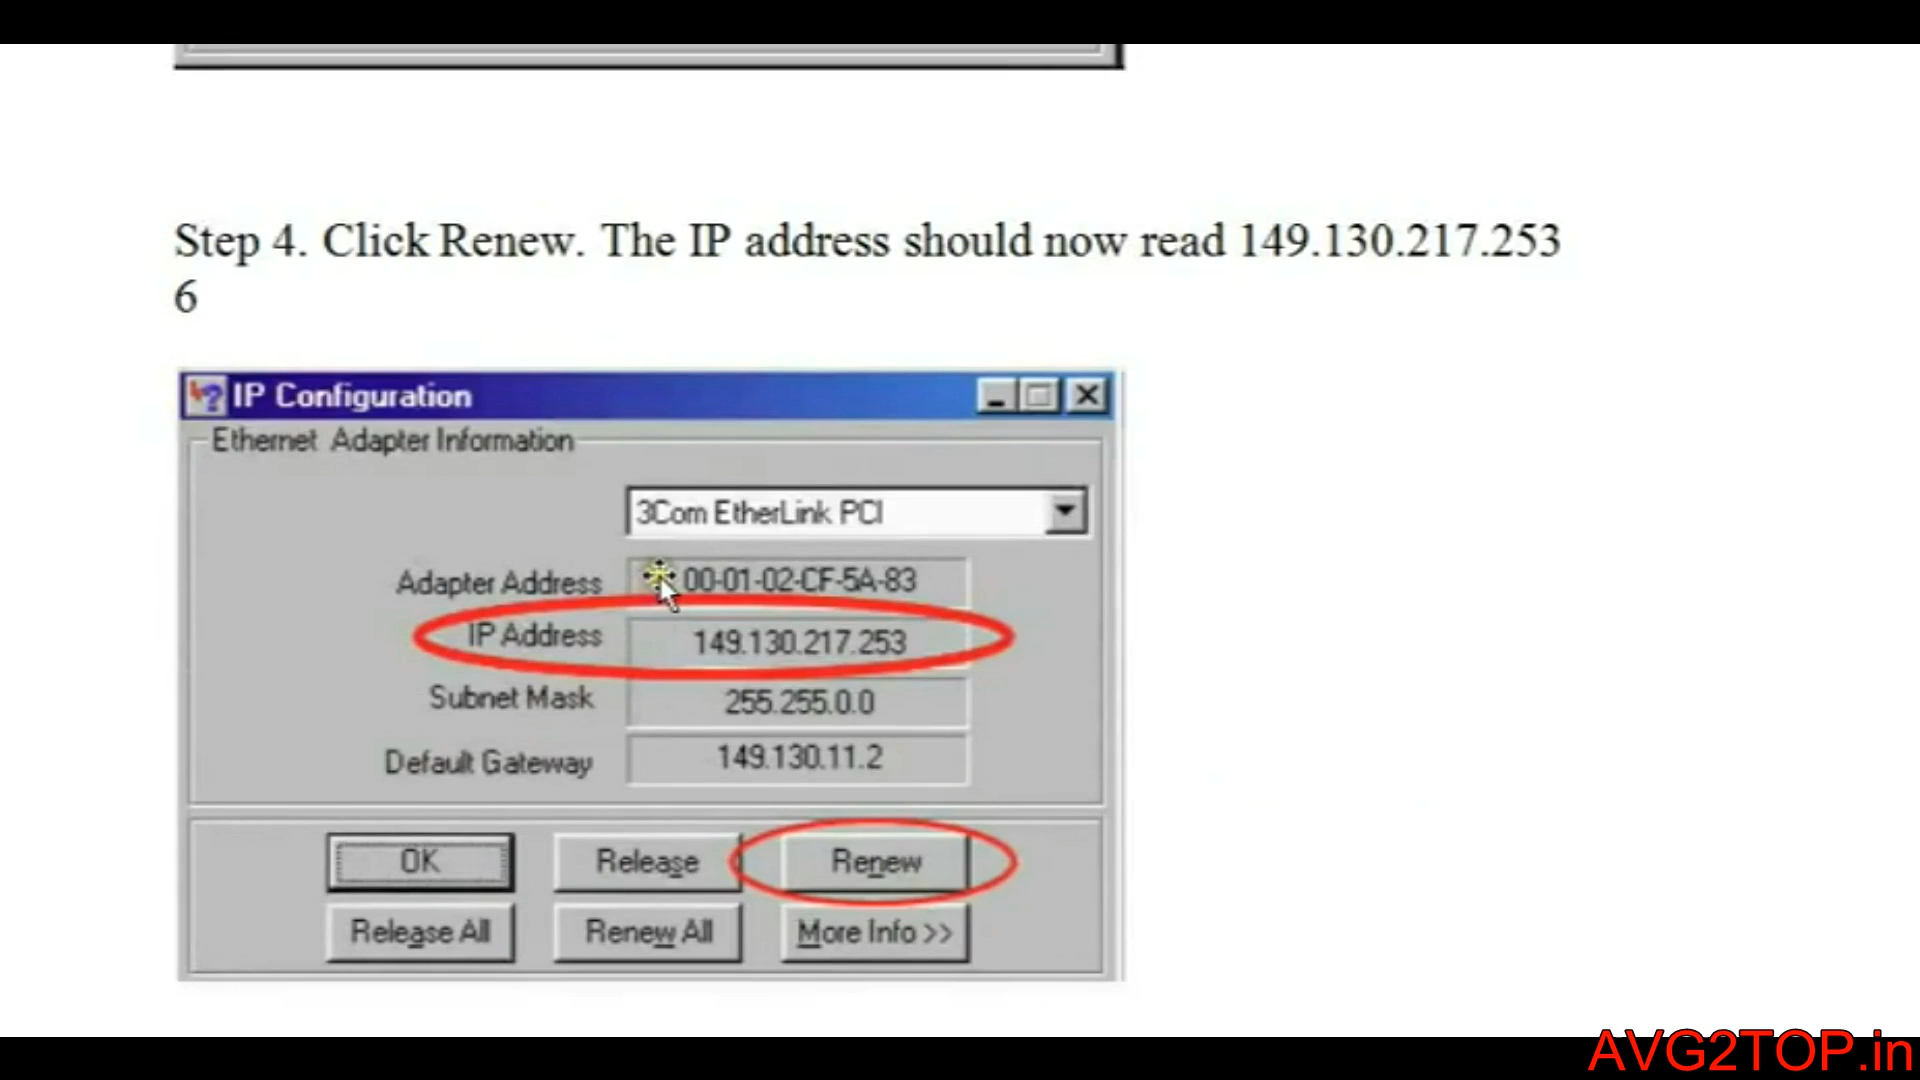 Step 4. Click Renew. The IP address should now read 149.130.217.253
6
IP Configuration
Ethernet Adapter Information
3Com EtherLink PCI
Adapter Address 00-01-02-CF-5A-83
IP Address 149.130.217.253
Subnet Mask 255.255.0.0
Default Gateway 149.130.11.2
OK Release Renew
Release All Renew All More Info >>
AVG2TOP.in